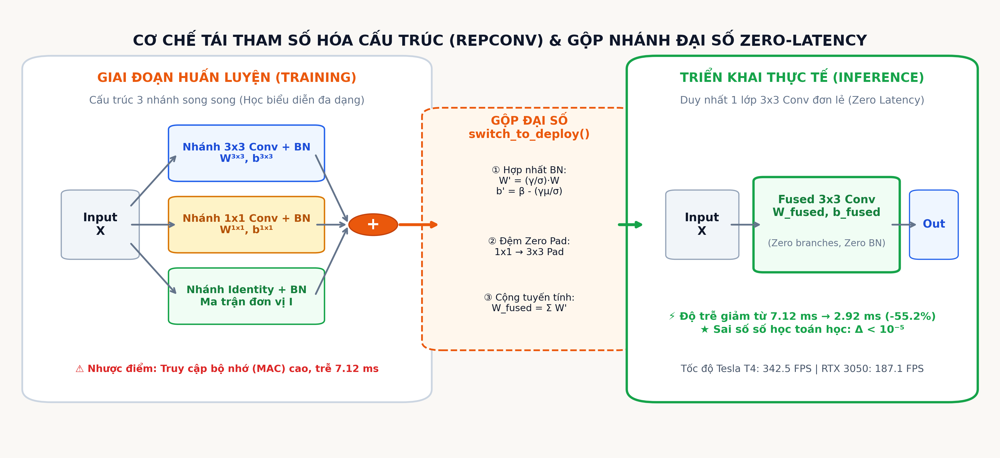 CƠ CHẾ TÁI THAM SỐ HÓA CẤU TRÚC (REPCONV) & GỘP NHÁNH ĐẠI SỐ ZERO-LATENCY
GIAI ĐOẠN HUẤN LUYỆN (TRAINING)
Cấu trúc 3 nhánh song song (Học biểu diễn đa dạng)
Input
X
Nhánh 3x3 Conv + BN
W³ˣ³, b³ˣ³
Nhánh 1x1 Conv + BN
W¹ˣ¹, b¹ˣ¹
Nhánh Identity + BN
Ma trận đơn vị I
+
⚠ Nhược điểm: Truy cập bộ nhớ (MAC) cao, trễ 7.12 ms
GỘP ĐẠI SỐ
switch_to_deploy()
① Hợp nhất BN:
W' = (γ/σ)·W
b' = β - (γμ/σ)
② Đệm Zero Pad:
1x1 → 3x3 Pad
③ Cộng tuyến tính:
W_fused = Σ W'
TRIỂN KHAI THỰC TẾ (INFERENCE)
Duy nhất 1 lớp 3x3 Conv đơn lẻ (Zero Latency)
Input
X
Fused 3x3 Conv
W_fused, b_fused
(Zero branches, Zero BN)
Out
⚡ Độ trễ giảm từ 7.12 ms → 2.92 ms (-55.2%)
★ Sai số số học toán học: Δ < 10⁻⁵
Tốc độ Tesla T4: 342.5 FPS | RTX 3050: 187.1 FPS